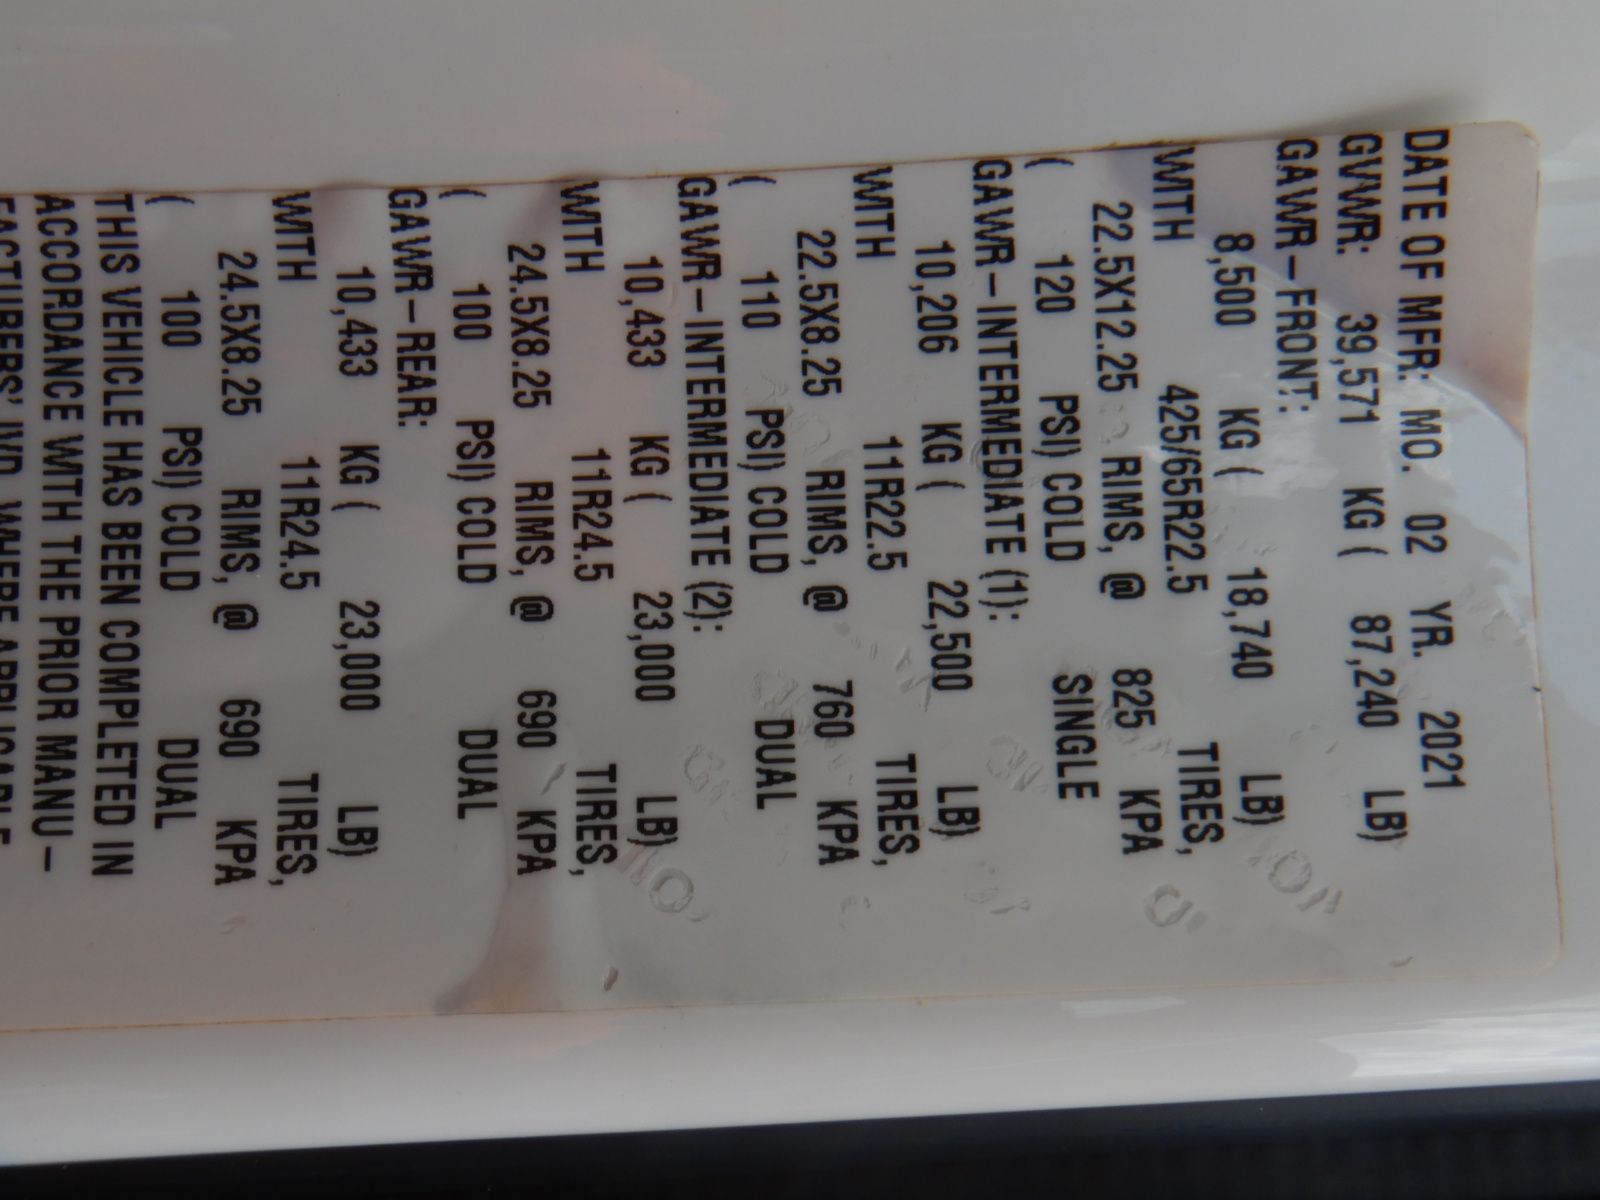 DATE OF MFR: MO. 02 YR. 2021
GVWR: 39,571 KG ( 87,240 LB)
GAWR-FRONT:
8,500 KG ( 18,740 LB)
WITH 425/65R22.5 TIRES,
22.5X12.25 RIMS, @ 825 KPA
( 120 PSI) COLD SINGLE
GAWR-INTERMEDIATE (1):
10,206 KG ( 22,500 LB)
WITH 11R22.5 TIRES,
22.5X8.25 RIMS, @ 760 KPA
( 110 PSI) COLD DUAL
GAWR-INTERMEDIATE (2):
10,433 KG ( 23,000 LB)
WITH 11R24.5 TIRES,
24.5X8.25 RIMS, @ 690 KPA
( 100 PSI) COLD DUAL
GAWR-REAR:
10,433 KG ( 23,000 LB)
WITH 11R24.5 TIRES,
24.5X8.25 RIMS, @ 690 KPA
( 100 PSI) COLD DUAL
THIS VEHICLE HAS BEEN COMPLETED IN
ACCORDANCE WITH THE PRIOR MANU-
FACTURERS' IVD, WHERE APPLICABLE